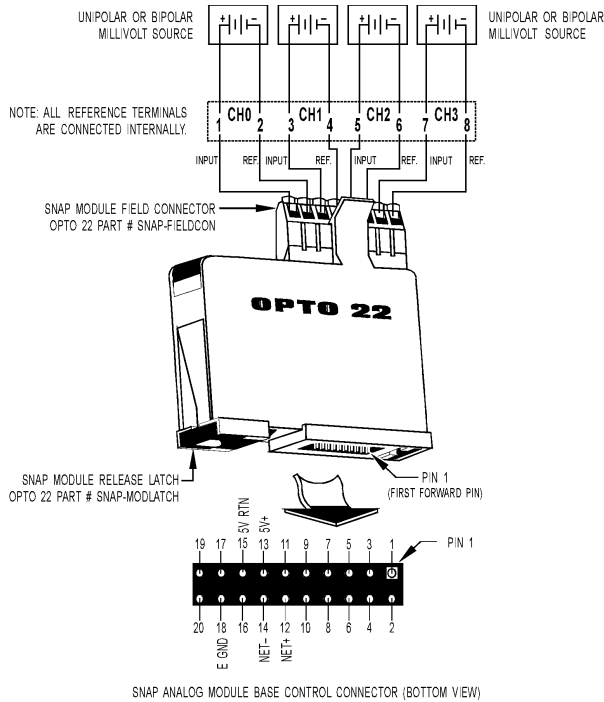 UNIPOLAR OR BIPOLAR
MILLIVOLT SOURCE
UNIPOLAR OR BIPOLAR
MILLIVOLT SOURCE
+ - + - + - + -
NOTE: ALL REFERENCE TERMINALS
ARE CONNECTED INTERNALLY.
CH0 CH1 CH2 CH3
1 2 3 4 5 6 7 8
INPUT REF. INPUT REF. INPUT REF. INPUT REF.
SNAP MODULE FIELD CONNECTOR
OPTO 22 PART # SNAP-FIELDCON
OPTO 22
SNAP MODULE RELEASE LATCH
OPTO 22 PART # SNAP-MODLATCH
PIN 1
(FIRST FORWARD PIN)
5V RTN
5V+
19 17 15 13 11 9 7 5 3 1
PIN 1
20 18 16 14 12 10 8 6 4 2
E GND
NET-
NET+
SNAP ANALOG MODULE BASE CONTROL CONNECTOR (BOTTOM VIEW)